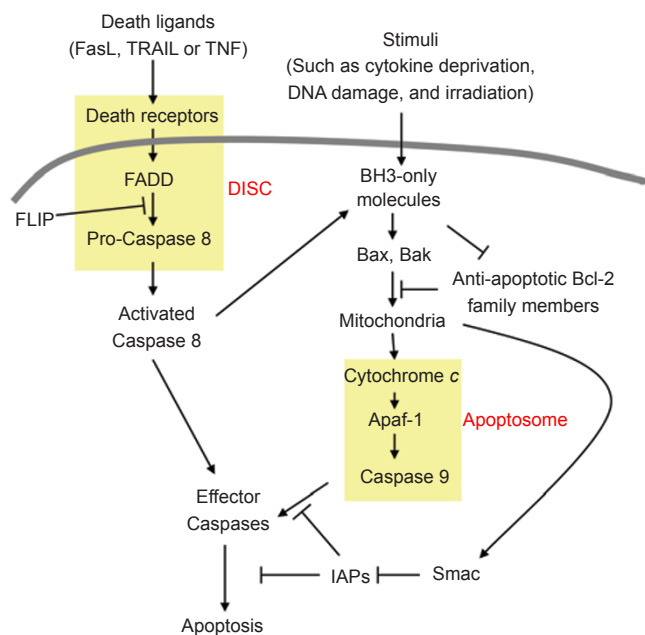 Death ligands
(FasL, TRAIL or TNF)
Stimuli
(Such as cytokine deprivation,
DNA damage, and irradiation)
Death receptors
FADD
DISC
FLIP
Pro-Caspase 8
BH3-only
molecules
Bax, Bak
Anti-apoptotic Bcl-2
family members
Activated
Caspase 8
Mitochondria
Cytochrome c
Apaf-1
Apoptosome
Caspase 9
Effector
Caspases
IAPs
Smac
Apoptosis